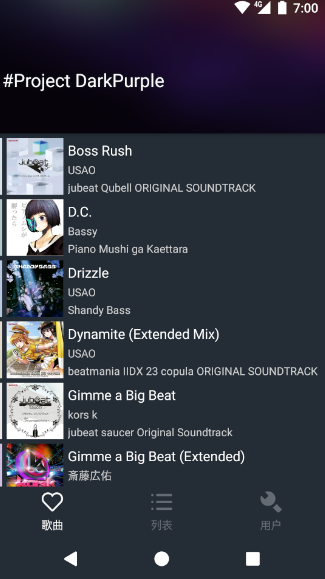 4G 7:00
#Project DarkPurple
Boss Rush
USAO
jubeat Qubell ORIGINAL SOUNDTRACK
D.C.
Bassy
Piano Mushi ga Kaettara
Drizzle
USAO
Shandy Bass
Dynamite (Extended Mix)
USAO
beatmania IIDX 23 copula ORIGINAL SOUNDTRACK
Gimme a Big Beat
kors k
jubeat saucer Original Soundtrack
Gimme a Big Beat (Extended)
斎藤広佑
歌曲
列表
用户